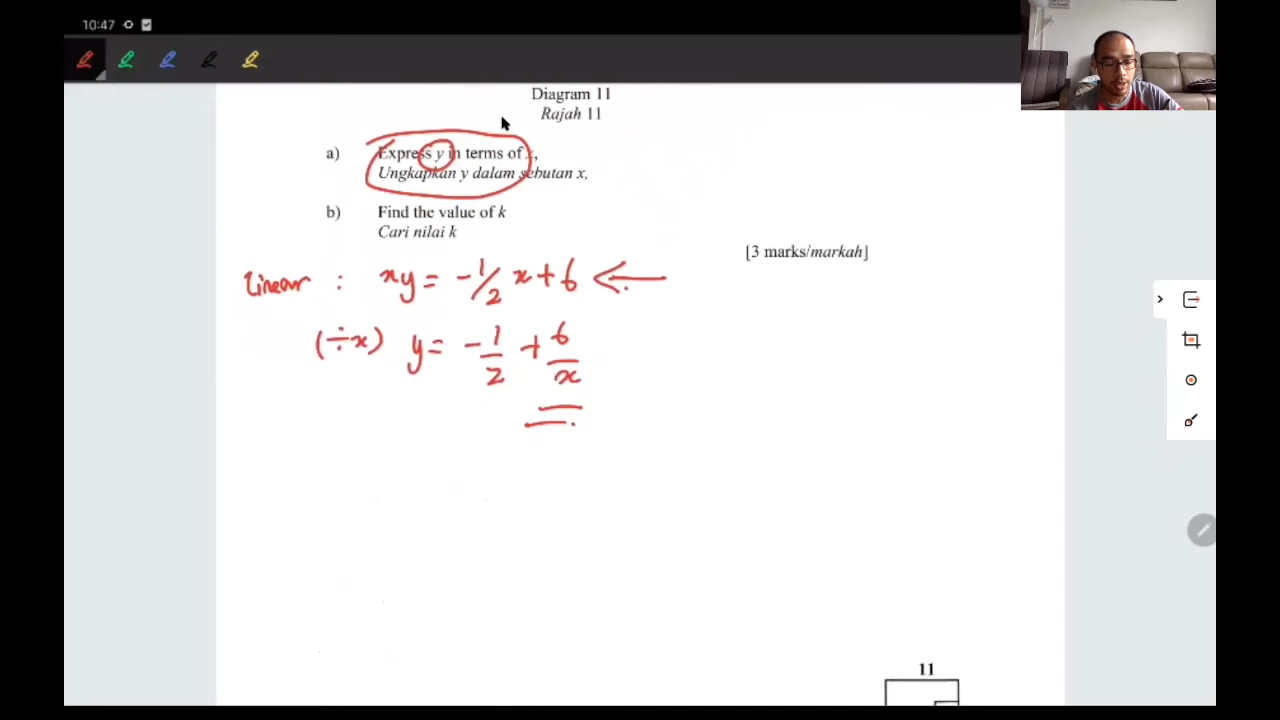 10:47
Diagram 11
Rajah 11
a) Express y in terms of x,
Ungkapkan y dalam sebutan x,
b) Find the value of k
Cari nilai k
[3 marks/markah]
Linear : xy = -1/2 x + 6
(÷x) y = -1/2 + 6/x
11